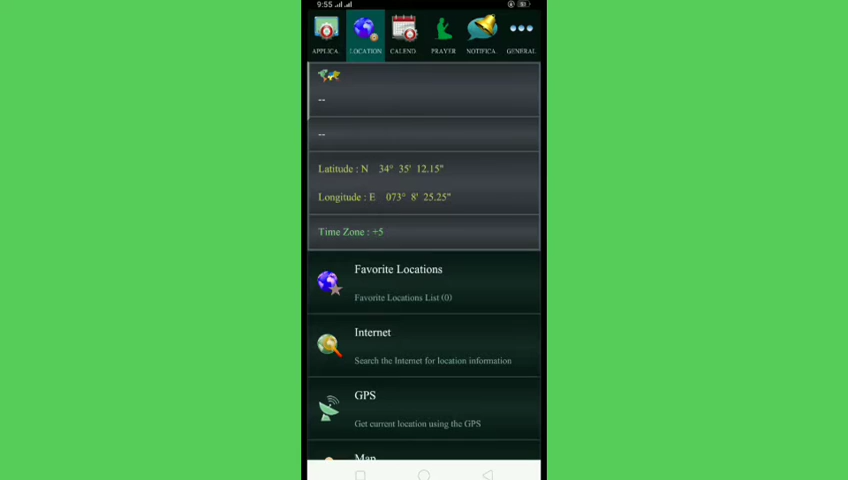 9:55
APPLICA.
LOCATION
CALEND
PRAYER
NOTIFICA.
GENERAL
--
--
Latitude : N 34° 35' 12.15"
Longitude : E 073° 8' 25.25"
Time Zone : +5
Favorite Locations
Favorite Locations List (0)
Internet
Search the Internet for location information
GPS
Get current location using the GPS
Map